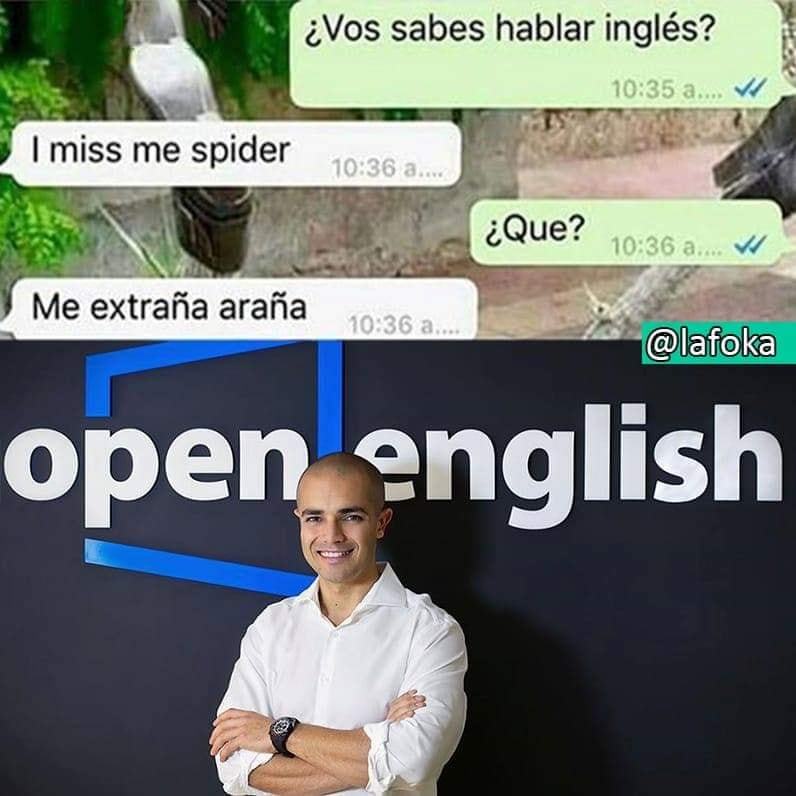 ¿Vos sabes hablar inglés?
10:35 a....
I miss me spider
10:36 a....
¿Que?
10:36 a....
Me extraña araña
10:36 a....
@lafoka
open english